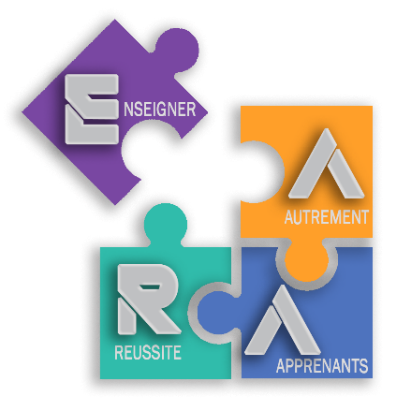 ENSEIGNER
A
AUTREMENT
R
REUSSITE
A
APPRENANTS